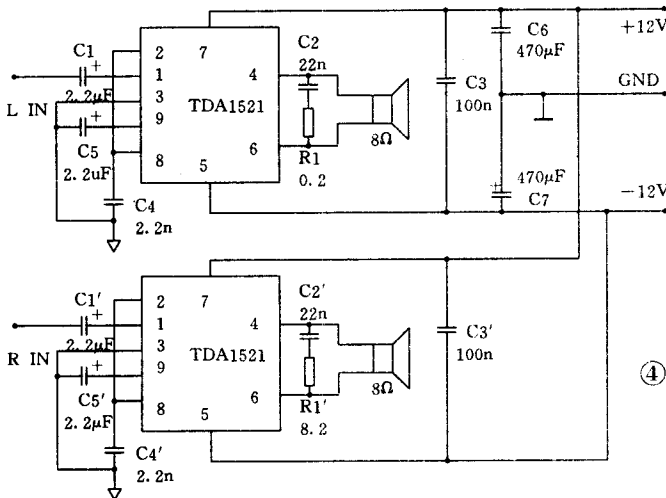 C1 +
2.2μF
L IN
+
C5
2.2uF
C4
2.2n
2
1
3
9
8
7
5
4
6
TDA1521
C2
22n
R1
0.2
8Ω
C3
100n
C6
470μF
+12V
GND
470μF
+
C7
−12V
C1′
+
2.2μF
R IN
+
C5′
2.2μF
C4′
2.2n
2
1
3
9
8
7
5
4
6
TDA1521
C2′
22n
R1′
8.2
8Ω
C3′
100n
④